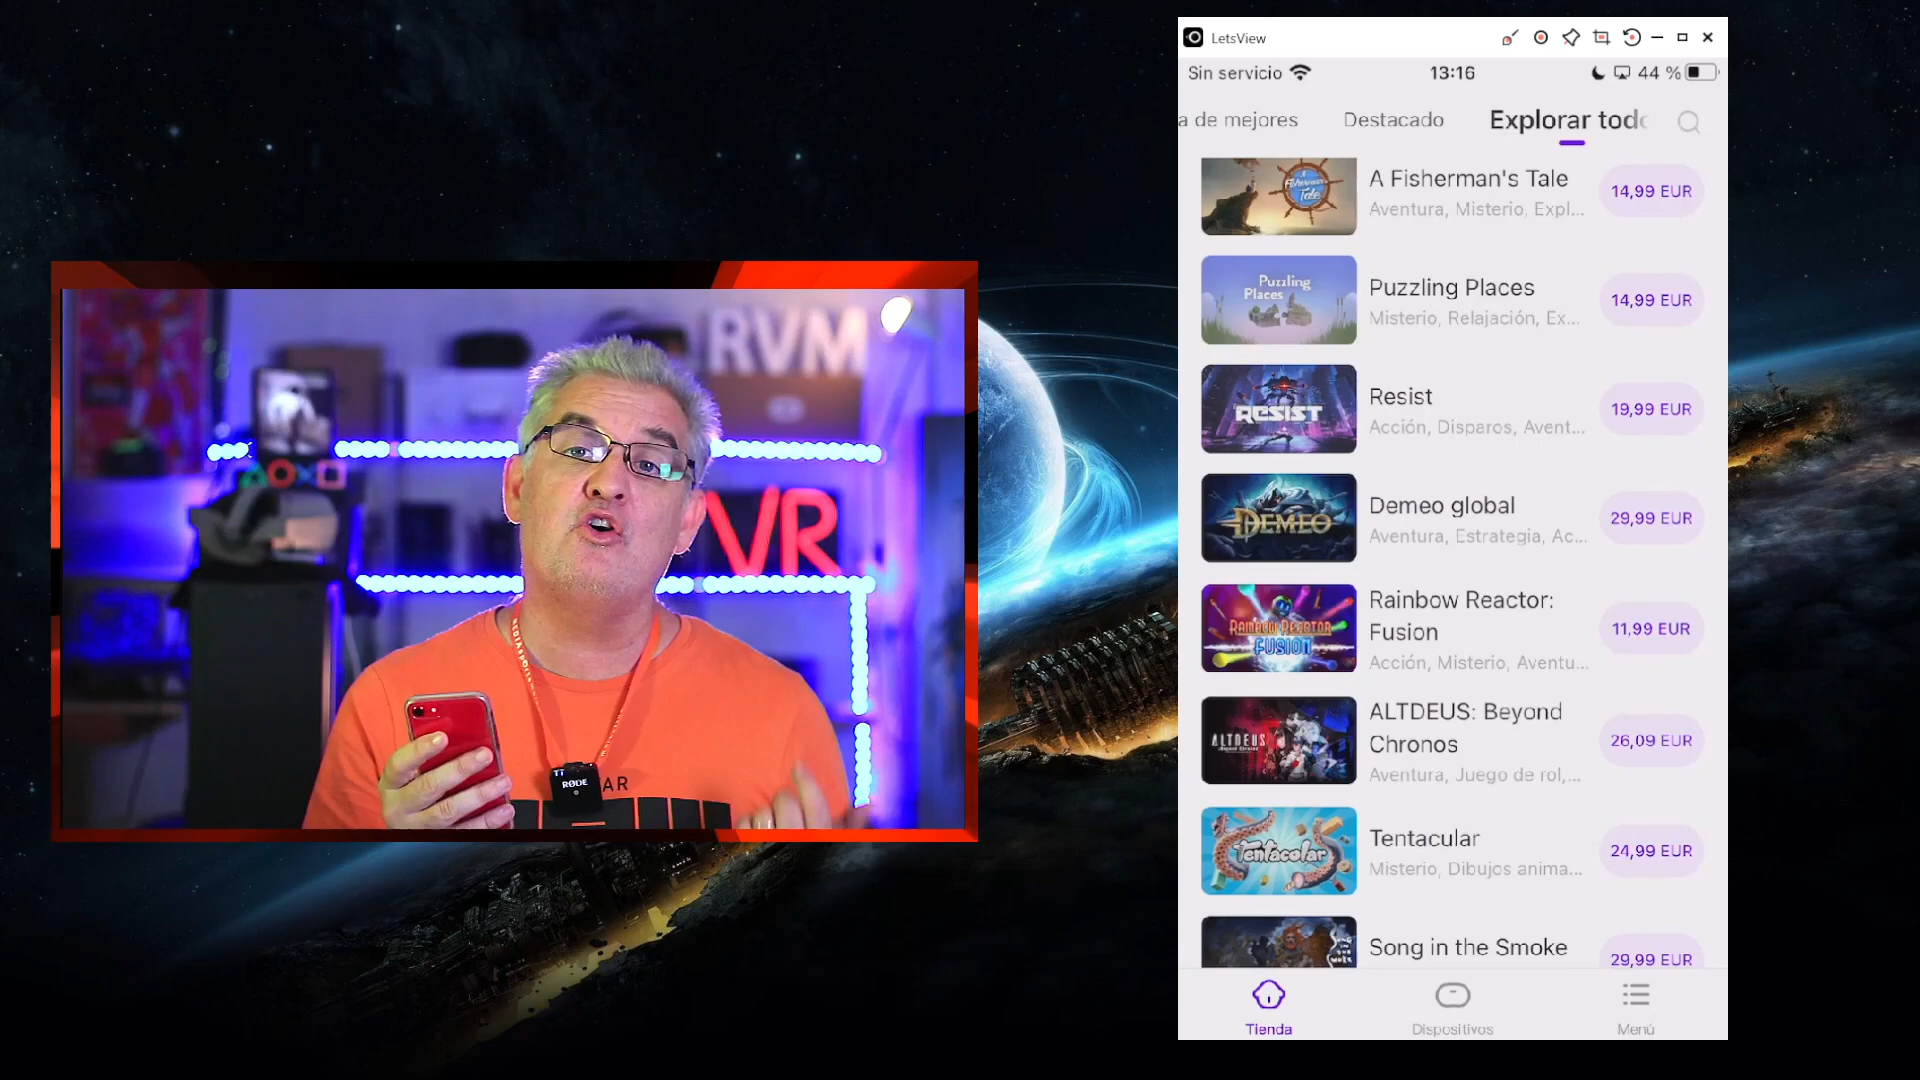 LetsView
Sin servicio
13:16
44 %
a de mejores
Destacado
Explorar tod
A Fisherman's Tale
14,99 EUR
Aventura, Misterio, Expl...
Puzzling Places
Puzzling Places
14,99 EUR
Misterio, Relajación, Ex...
RESIST
Resist
19,99 EUR
Acción, Disparos, Avent...
DEMEO
Demeo global
29,99 EUR
Aventura, Estrategia, Ac...
RAINBOW REACTOR
FUSION
Rainbow Reactor:
Fusion
11,99 EUR
Acción, Misterio, Aventu...
ALTDEUS
ALTDEUS: Beyond
Chronos
26,09 EUR
Aventura, Juego de rol,...
Tentacular
Tentacular
24,99 EUR
Misterio, Dibujos anima...
Song in the Smoke
29,99 EUR
Tienda
Dispositivos
Menú
RVM
VR
RØDE
AR